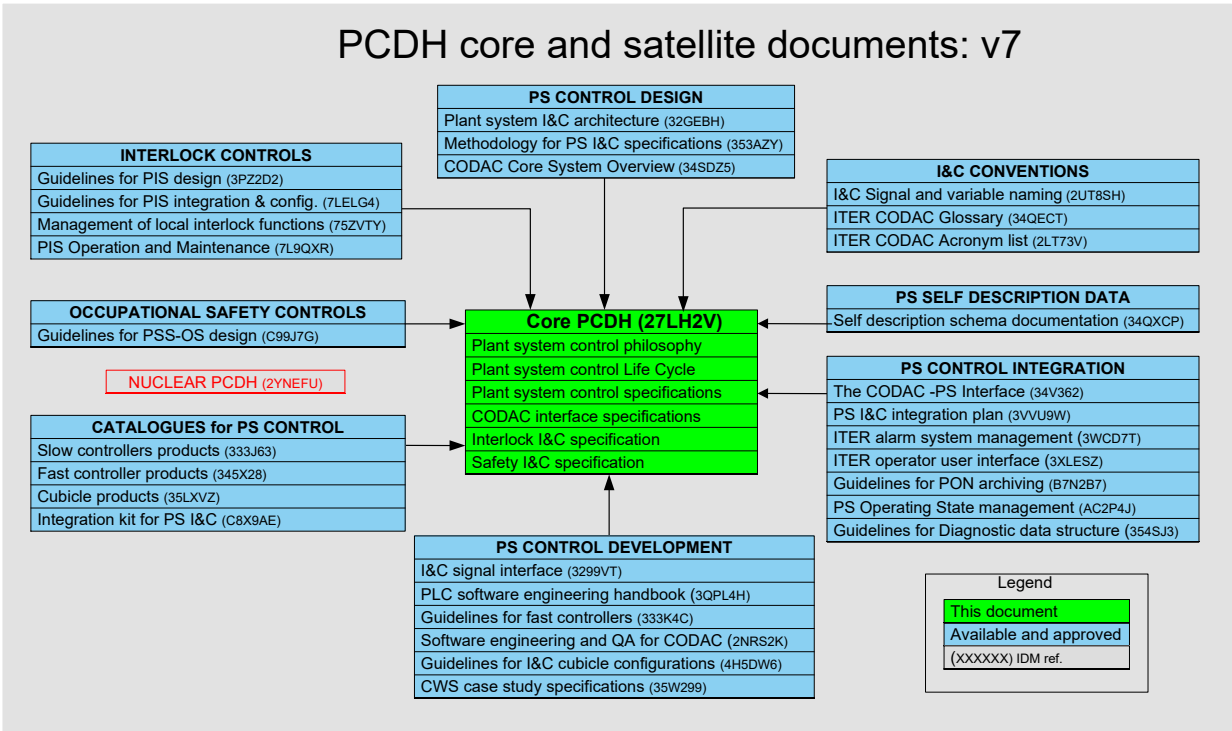 PCDH core and satellite documents: v7
PS CONTROL DESIGN
Plant system I&C architecture (32GEBH)
Methodology for PS I&C specifications (353AZY)
CODAC Core System Overview (34SDZ5)
INTERLOCK CONTROLS
Guidelines for PIS design (3PZ2D2)
Guidelines for PIS integration & config. (7LELG4)
Management of local interlock functions (75ZVTY)
PIS Operation and Maintenance (7L9QXR)
I&C CONVENTIONS
I&C Signal and variable naming (2UT8SH)
ITER CODAC Glossary (34QECT)
ITER CODAC Acronym list (2LT73V)
OCCUPATIONAL SAFETY CONTROLS
Guidelines for PSS-OS design (C99J7G)
NUCLEAR PCDH (2YNEFU)
Core PCDH (27LH2V)
Plant system control philosophy
Plant system control Life Cycle
Plant system control specifications
CODAC interface specifications
Interlock I&C specification
Safety I&C specification
PS SELF DESCRIPTION DATA
Self description schema documentation (34QXCP)
CATALOGUES for PS CONTROL
Slow controllers products (333J63)
Fast controller products (345X28)
Cubicle products (35LXVZ)
Integration kit for PS I&C (C8X9AE)
PS CONTROL INTEGRATION
The CODAC -PS Interface (34V362)
PS I&C integration plan (3VVU9W)
ITER alarm system management (3WCD7T)
ITER operator user interface (3XLESZ)
Guidelines for PON archiving (B7N2B7)
PS Operating State management (AC2P4J)
Guidelines for Diagnostic data structure (354SJ3)
PS CONTROL DEVELOPMENT
I&C signal interface (3299VT)
PLC software engineering handbook (3QPL4H)
Guidelines for fast controllers (333K4C)
Software engineering and QA for CODAC (2NRS2K)
Guidelines for I&C cubicle configurations (4H5DW6)
CWS case study specifications (35W299)
Legend
This document
Available and approved
(XXXXXX) IDM ref.